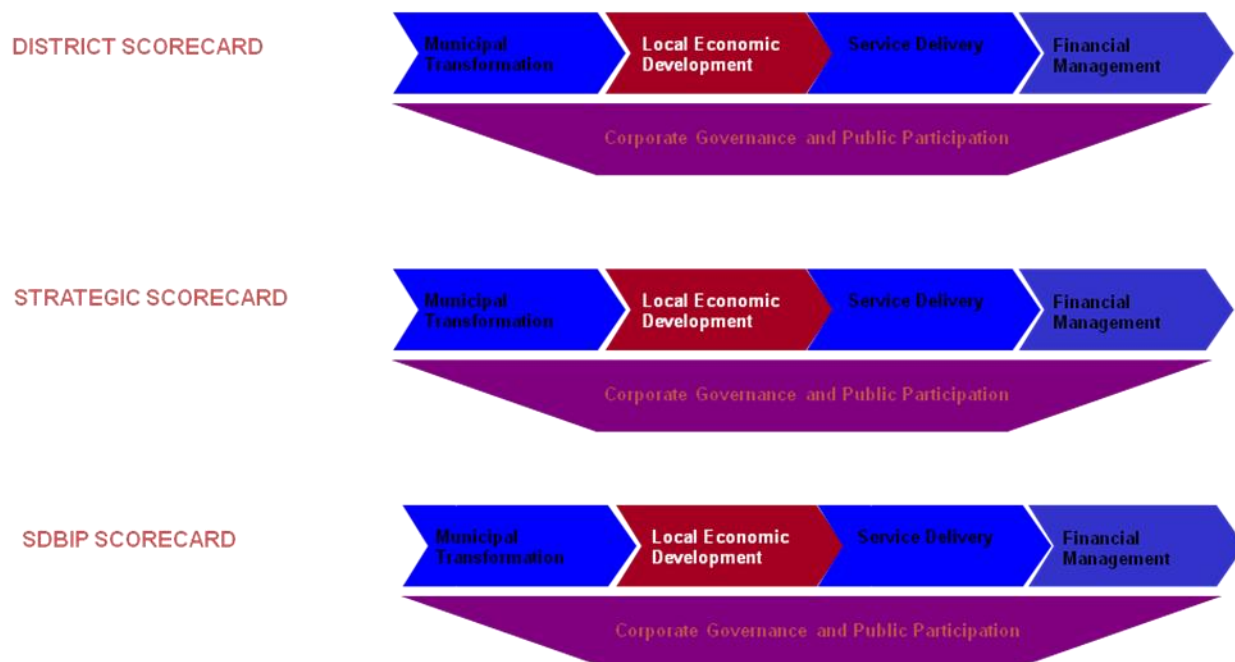 DISTRICT SCORECARD
Municipal
Transformation
Local Economic
Development
Service Delivery
Financial
Management
Corporate Governance and Public Participation
STRATEGIC SCORECARD
Municipal
Transformation
Local Economic
Development
Service Delivery
Financial
Management
Corporate Governance and Public Participation
SDBIP SCORECARD
Municipal
Transformation
Local Economic
Development
Service Delivery
Financial
Management
Corporate Governance and Public Participation